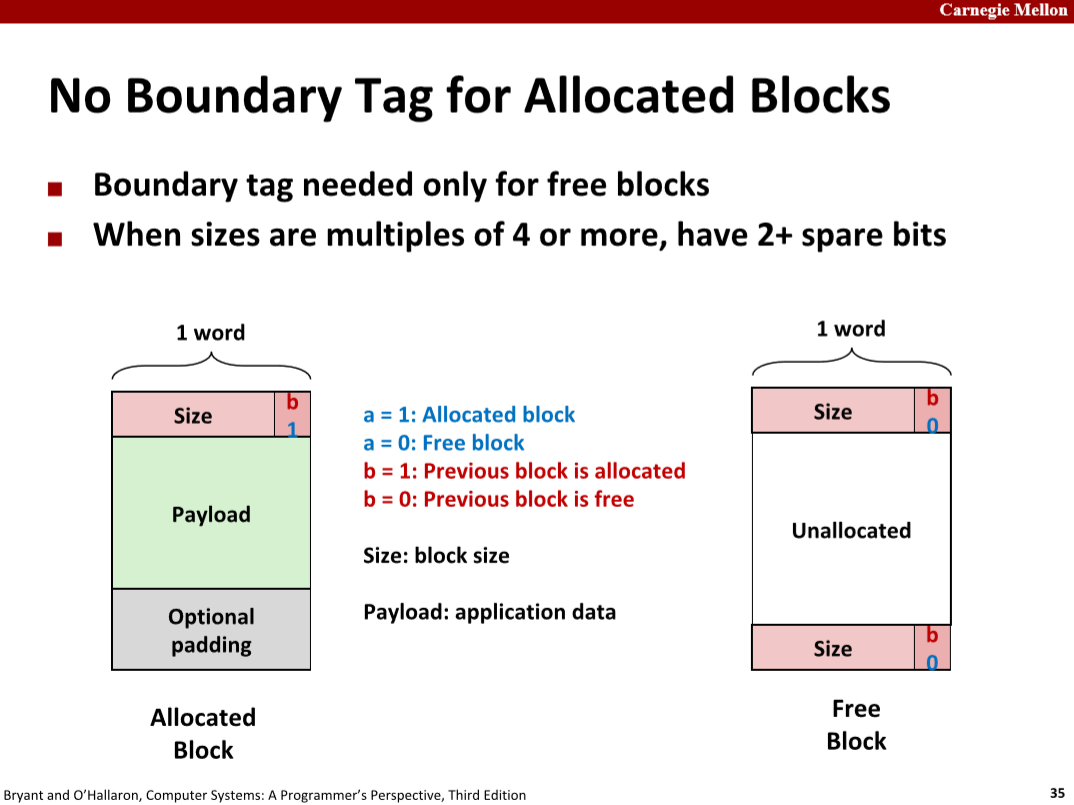 Carnegie Mellon
No Boundary Tag for Allocated Blocks
Boundary tag needed only for free blocks
When sizes are multiples of 4 or more, have 2+ spare bits
1 word
Size
b
1
Payload
Optional
padding
Allocated
Block
a = 1: Allocated block
a = 0: Free block
b = 1: Previous block is allocated
b = 0: Previous block is free
Size: block size
Payload: application data
1 word
Size
b
0
Unallocated
Size
b
0
Free
Block
Bryant and O’Hallaron, Computer Systems: A Programmer’s Perspective, Third Edition
35